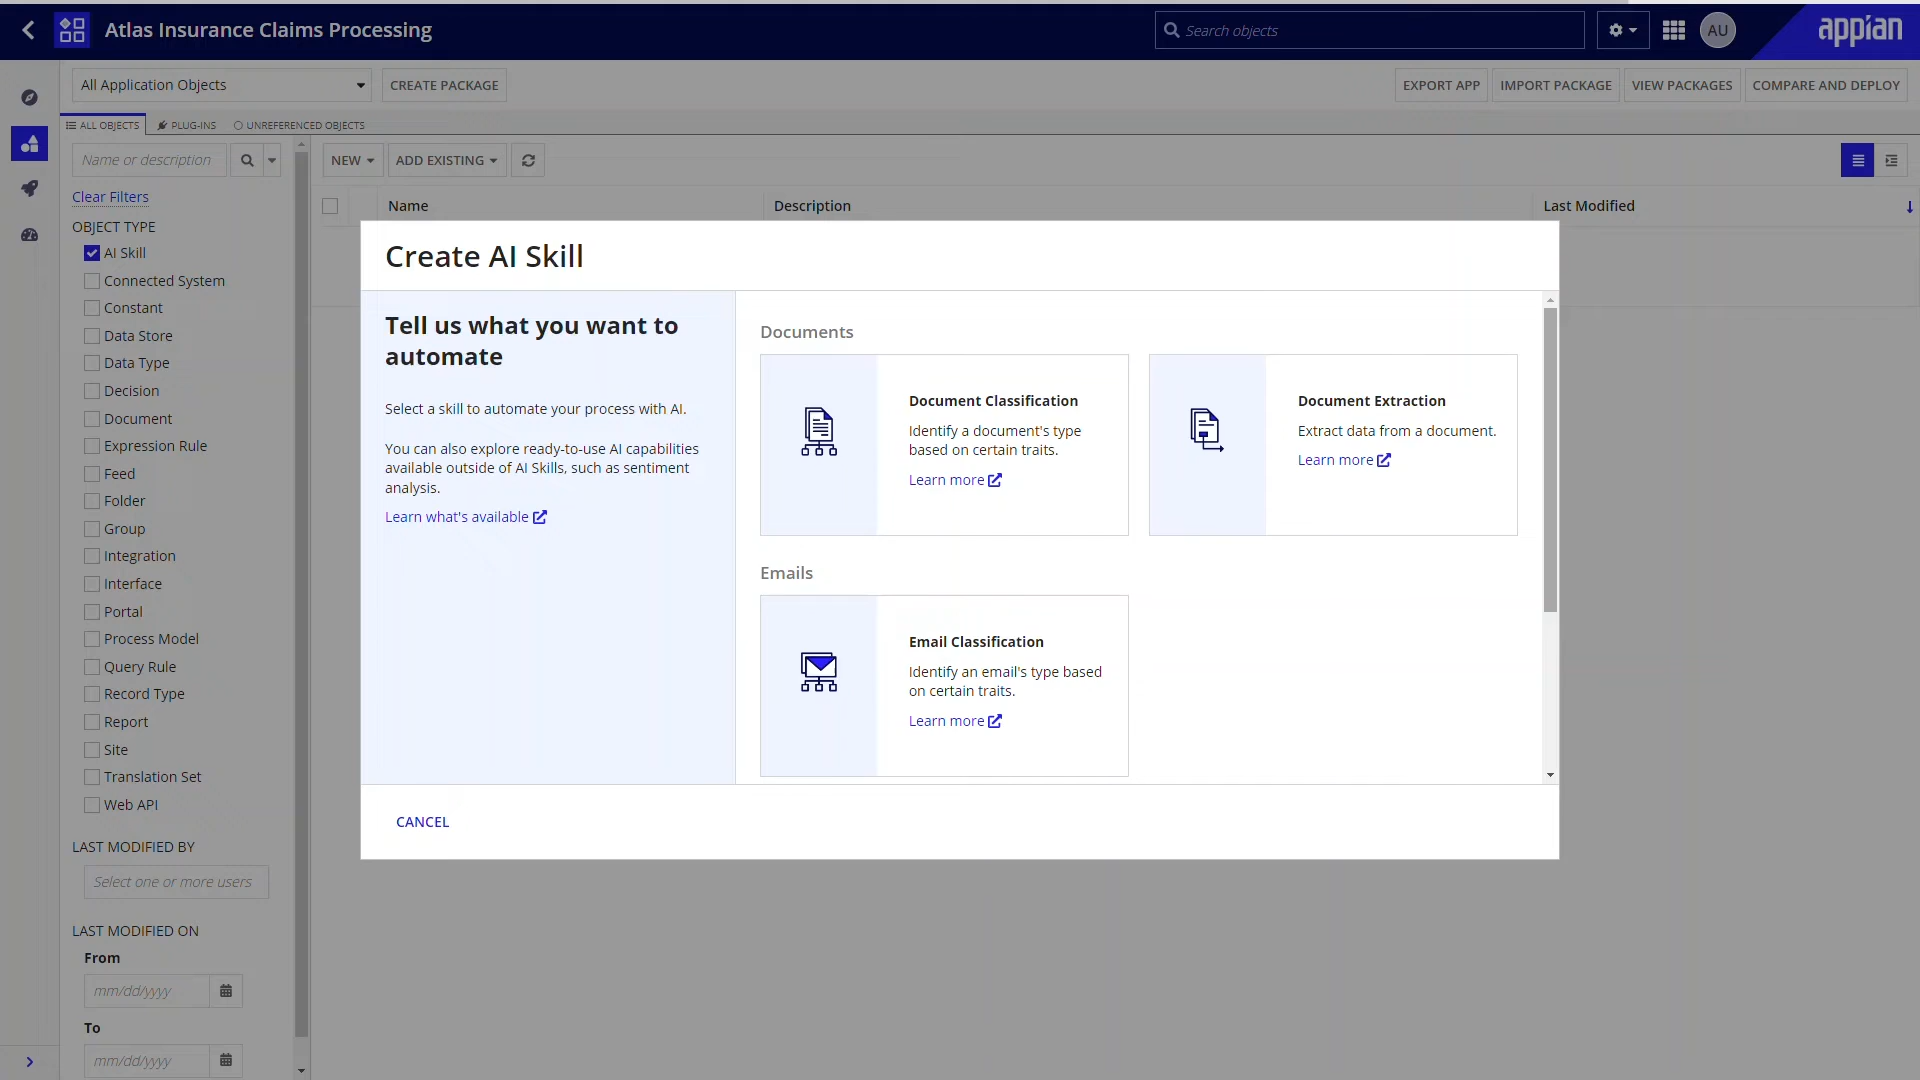 Atlas Insurance Claims Processing
Search objects
AU
appian
All Application Objects
CREATE PACKAGE
EXPORT APP
IMPORT PACKAGE
VIEW PACKAGES
COMPARE AND DEPLOY
ALL OBJECTS
PLUG-INS
UNREFERENCED OBJECTS
Name or description
NEW
ADD EXISTING
Clear Filters
OBJECT TYPE
AI Skill
Connected System
Constant
Data Store
Data Type
Decision
Document
Expression Rule
Feed
Folder
Group
Integration
Interface
Portal
Process Model
Query Rule
Record Type
Report
Site
Translation Set
Web API
LAST MODIFIED BY
Select one or more users
LAST MODIFIED ON
From
mm/dd/yyyy
To
mm/dd/yyyy
Name
Description
Last Modified
Create AI Skill
Tell us what you want to
automate
Select a skill to automate your process with AI.
You can also explore ready-to-use AI capabilities
available outside of AI Skills, such as sentiment
analysis.
Learn what's available
Documents
Document Classification
Identify a document's type
based on certain traits.
Learn more
Document Extraction
Extract data from a document.
Learn more
Emails
Email Classification
Identify an email's type based
on certain traits.
Learn more
CANCEL